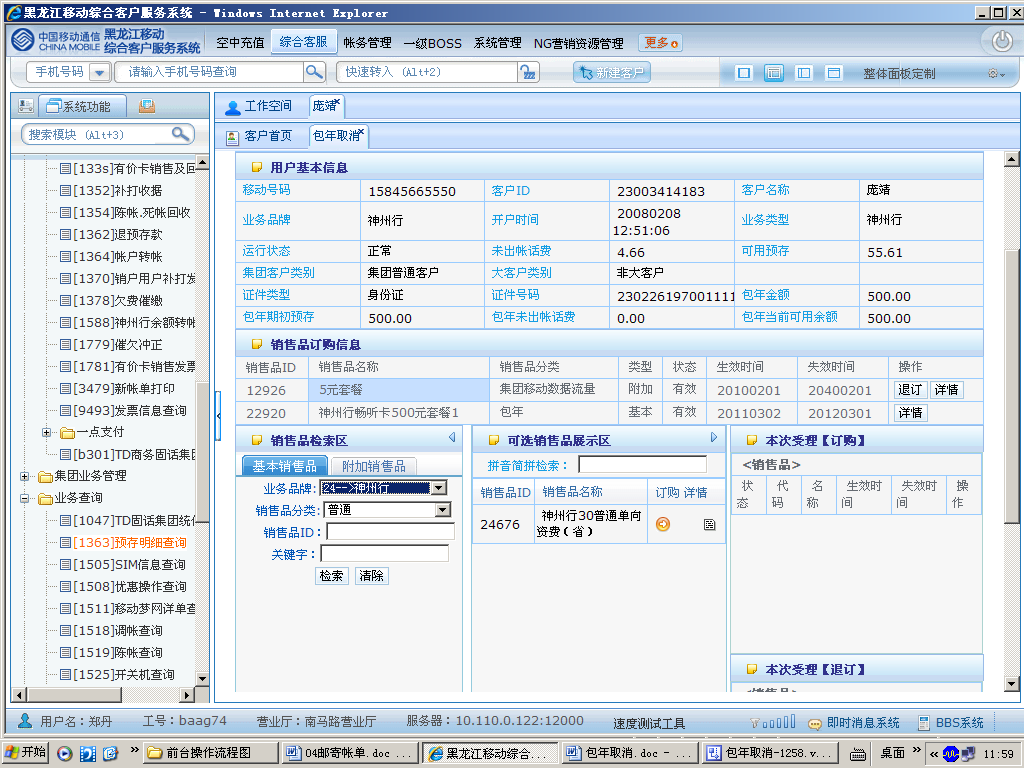 黑龙江移动综合客户服务系统 - Windows Internet Explorer
中国移动通信 CHINA MOBILE 黑龙江移动 综合客户服务系统
空中充值 综合客服 帐务管理 一级BOSS 系统管理 NG营销资源管理 更多
手机号码 请输入手机号码查询 快速转入 (Alt+2) 新建客户 整体面板定制
系统功能
搜索模块 (Alt+3)
[133s]有价卡销售及回
[1352]补打收据
[1354]陈帐.死帐回收
[1362]退预存款
[1364]帐户转帐
[1370]销户用户补打发
[1378]欠费催缴
[1588]神州行余额转帐
[1779]催欠冲正
[1781]有价卡销售发票
[3479]新帐单打印
[9493]发票信息查询
一点支付
[b301]TD商务固话集团
集团业务管理
业务查询
[1047]TD固话集团统付
[1363]预存明细查询
[1505]SIM信息查询
[1508]优惠操作查询
[1511]移动梦网详单查
[1518]调帐查询
[1519]陈帐查询
[1525]开关机查询
工作空间 庞渚
客户首页 包年取消
用户基本信息
移动号码 15845665550 客户ID 23003414183 客户名称 庞渚
业务品牌 神州行 开户时间 20080208 12:51:06 业务类型 神州行
运行状态 正常 未出帐话费 4.66 可用预存 55.61
集团客户类别 集团普通客户 大客户类别 非大客户
证件类型 身份证 证件号码 230226197001111 包年金额 500.00
包年期初预存 500.00 包年未出帐话费 0.00 包年当前可用余额 500.00
销售品订购信息
销售品ID 销售品名称 销售品分类 类型 状态 生效时间 失效时间 操作
12926 5元套餐 集团移动数据流量 附加 有效 20100201 20400201 退订 详情
22920 神州行畅听卡500元套餐1 包年 基本 有效 20110302 20120301 详情
销售品检索区
基本销售品 附加销售品
业务品牌: 24-->神州行
销售品分类: 普通
销售品ID:
关键字:
检索 清除
可选销售品展示区
拼音简拼检索:
销售品ID 销售品名称 订购 详情
24676 神州行30普通单向资费(省)
本次受理【订购】
<销售品>
状态 代码 名称 生效时间 失效时间 操作
本次受理【退订】
<销售品>
用户名:郑丹 工号:baag74 营业厅:南马路营业厅 服务器:10.110.0.122:12000 速度测试工具 即时消息系统 BBS系统
开始 前台操作流程图 04邮寄帐单.doc ... 黑龙江移动综合... 包年取消.doc - ... 包年取消-1258.v... 桌面 11:59